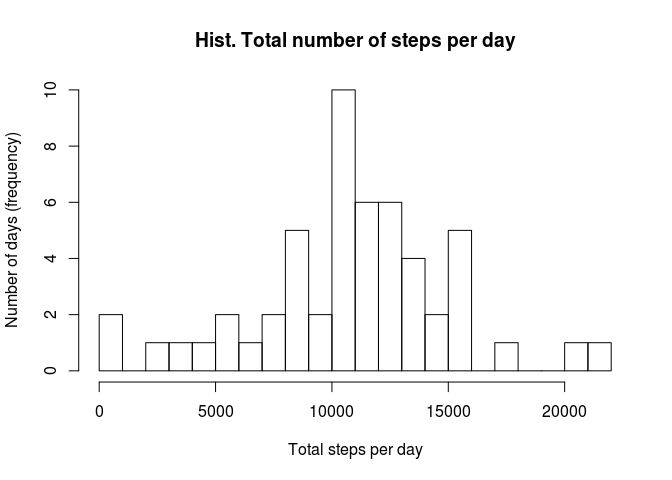 Hist. Total number of steps per day
Number of days (frequency)
10
8
6
4
2
0
0 5000 10000 15000 20000
Total steps per day